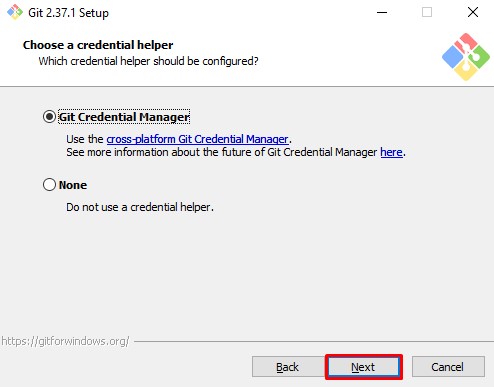 Git 2.37.1 Setup
Choose a credential helper
Which credential helper should be configured?
Git Credential Manager
Use the cross-platform Git Credential Manager.
See more information about the future of Git Credential Manager here.
None
Do not use a credential helper.
https://gitforwindows.org/
Back Next Cancel